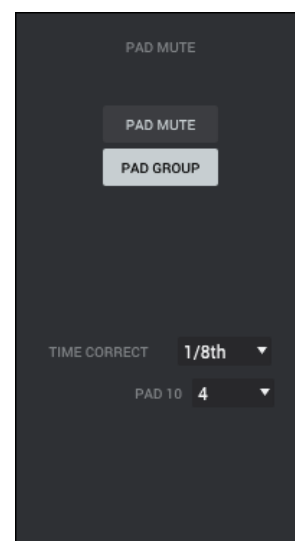 PAD MUTE
PAD MUTE
PAD GROUP
TIME CORRECT 1/8th
PAD 10 4